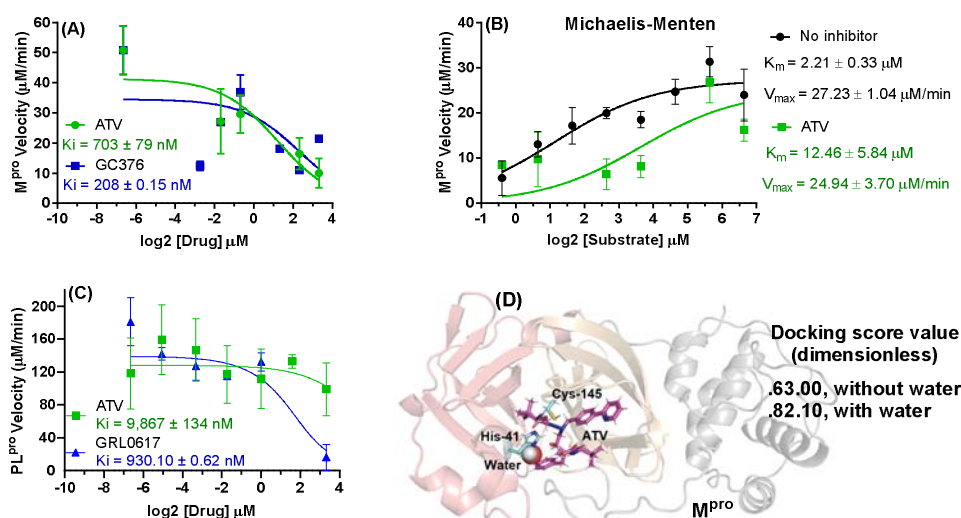 (A)
60
50
40
30
20
10
0
Mpro Velocity (µM/min)
ATV
Ki = 703 ± 79 nM
GC376
Ki = 208 ± 0.15 nM
-8 -6 -4 -2 0 2 4
log2 [Drug] µM
(B)
Michaelis-Menten
40
30
20
10
0
Mpro Velocity (µM/min)
-1 0 1 2 3 4 5 6 7
log2 [Substrate] µM
No inhibitor
Km = 2.21 ± 0.33 µM
Vmax = 27.23 ± 1.04 µM/min
ATV
Km = 12.46 ± 5.84 µM
Vmax = 24.94 ± 3.70 µM/min
(C)
200
160
120
80
40
0
PLpro Velocity (µM/min)
ATV
Ki = 9,867 ± 134 nM
GRL0617
Ki = 930.10 ± 0.62 nM
-10 -8 -6 -4 -2 0 2 4
log2 [Drug] µM
(D)
Cys-145
His-41
ATV
Water
Mpro
Docking score value
(dimensionless)
.63.00, without water
.82.10, with water